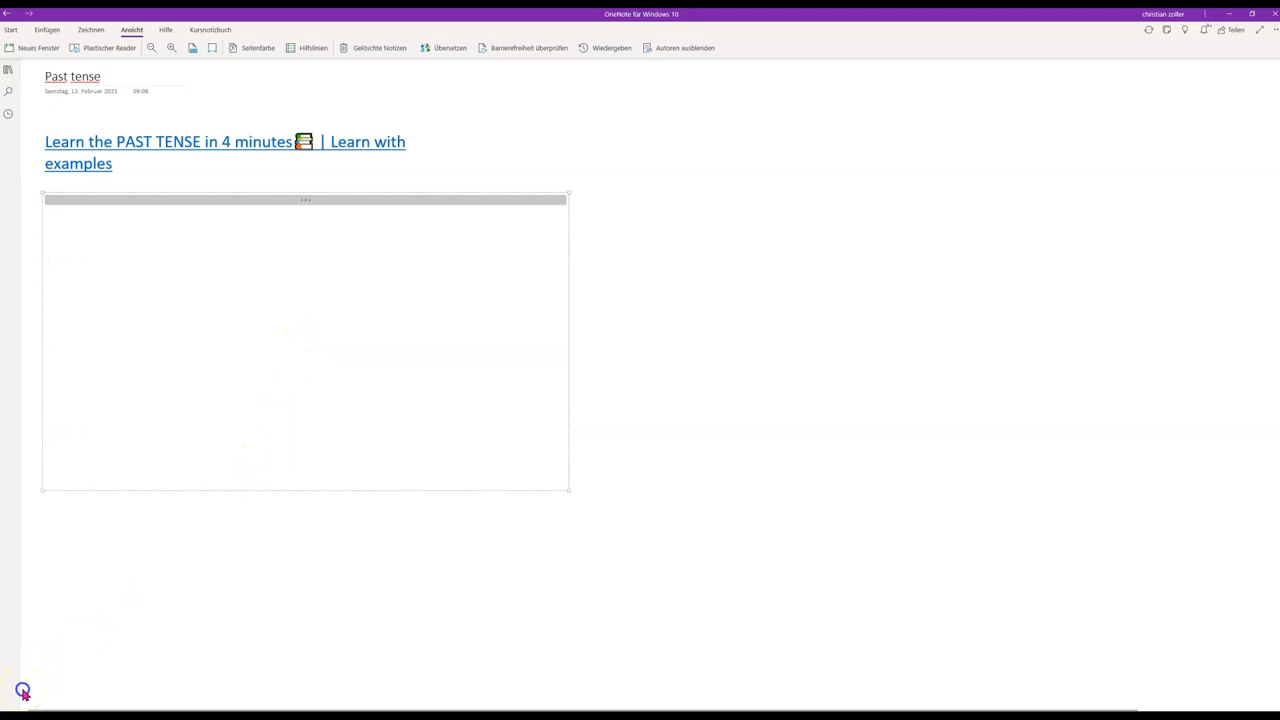 OneNote für Windows 10
christian zoller
Start Einfügen Zeichnen Ansicht Hilfe Kursnotizbuch
Teilen
Neues Fenster Plastischer Reader Seitenfarbe Hilfslinien Gelöschte Notizen Übersetzen Barrierefreiheit überprüfen Wiedergeben Autoren ausblenden
Past tense
Samstag, 13. Februar 2021 09:08
Learn the PAST TENSE in 4 minutes📚 | Learn with
examples